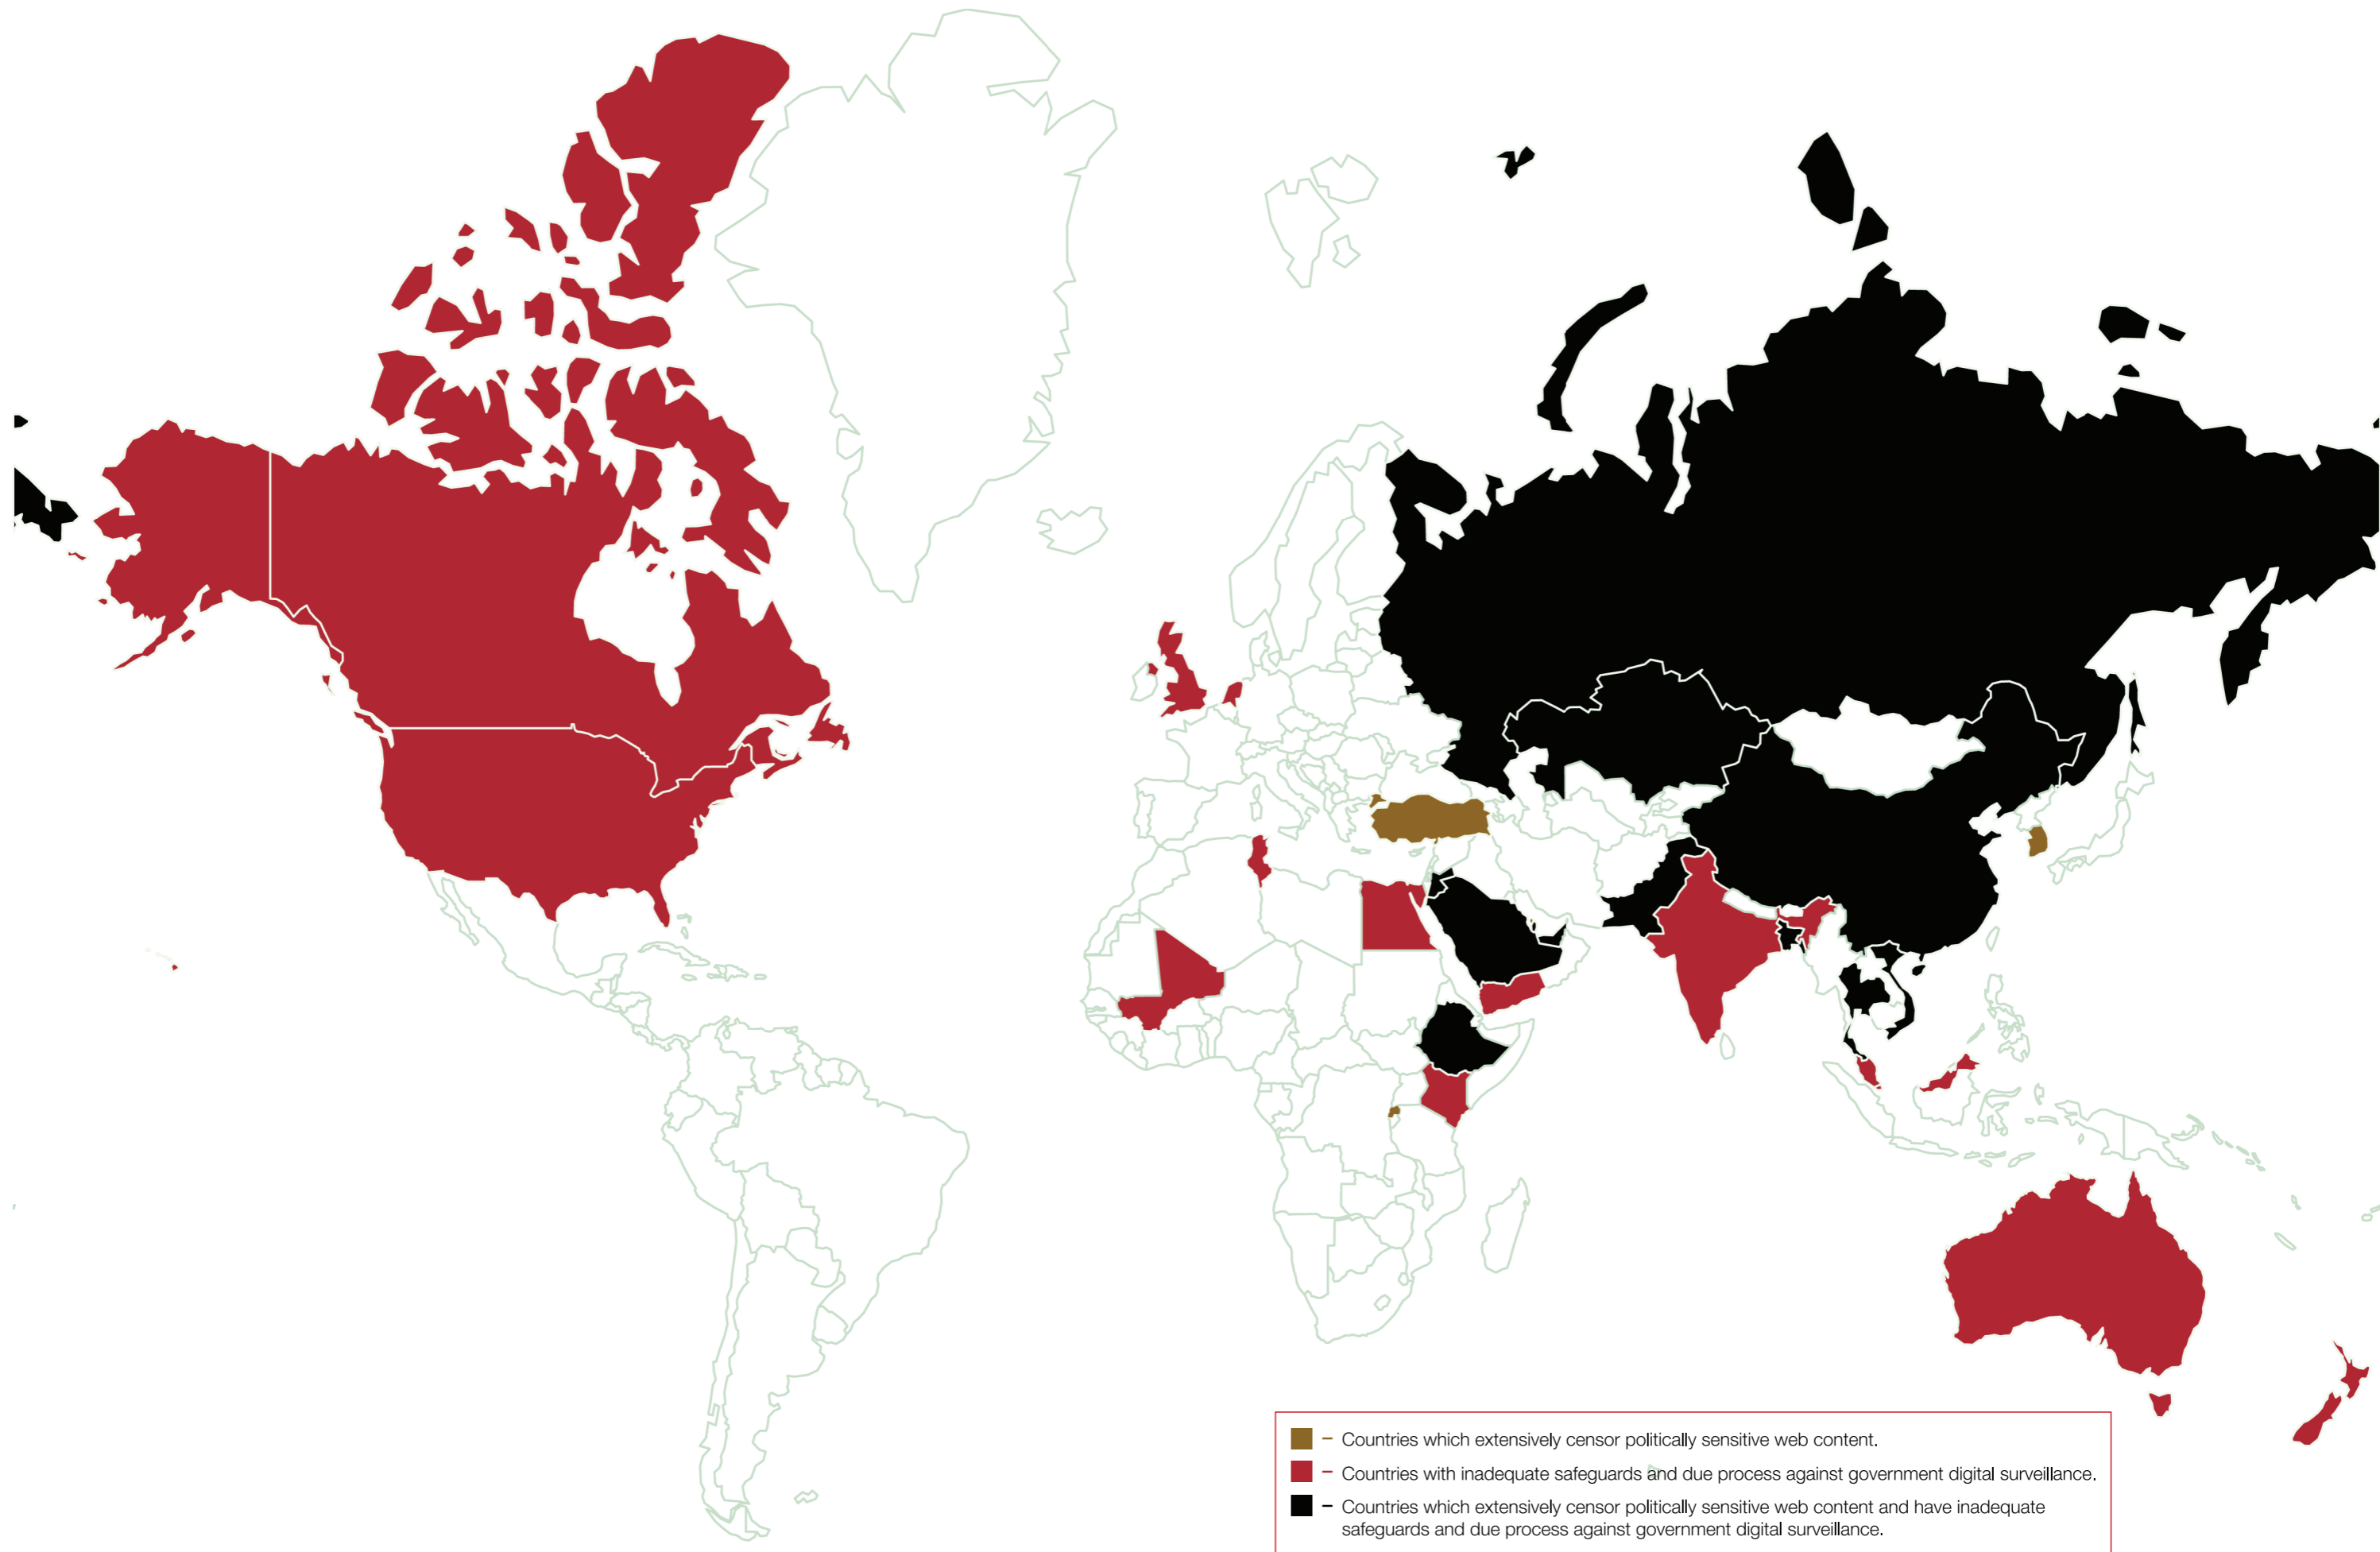 – Countries which extensively censor politically sensitive web content.
– Countries with inadequate safeguards and due process against government digital surveillance.
– Countries which extensively censor politically sensitive web content and have inadequate
safeguards and due process against government digital surveillance.